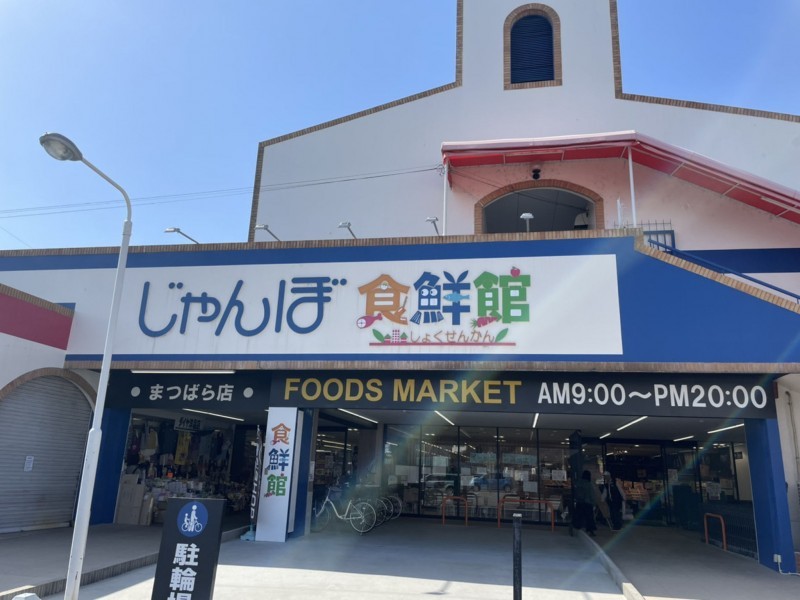 じゃんぼ 食鮮館
しょくせんかん
まつばら店
FOODS MARKET AM9:00～PM20:00
食鮮館
駐輪場